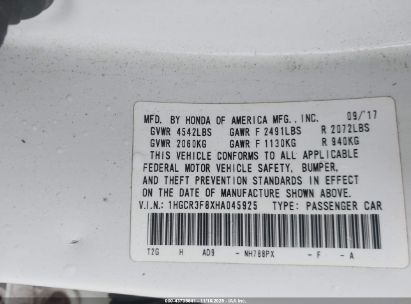 MFD. BY HONDA OF AMERICA MFG., INC. 09/'17
GVWR 4542LBS GAWR F 2491LBS R 2072LBS
GVWR 2060KG GAWR F 1130KG R 940KG
THIS VEHICLE CONFORMS TO ALL APPLICABLE
FEDERAL MOTOR VEHICLE SAFETY, BUMPER,
AND THEFT PREVENTION STANDARDS IN EFFECT
ON THE DATE OF MANUFACTURE SHOWN ABOVE.
V.I.N.: 1HGCR3F8XHA045925 TYPE: PASSENGER CAR
T2G H AD9 - NH788PX - F - A